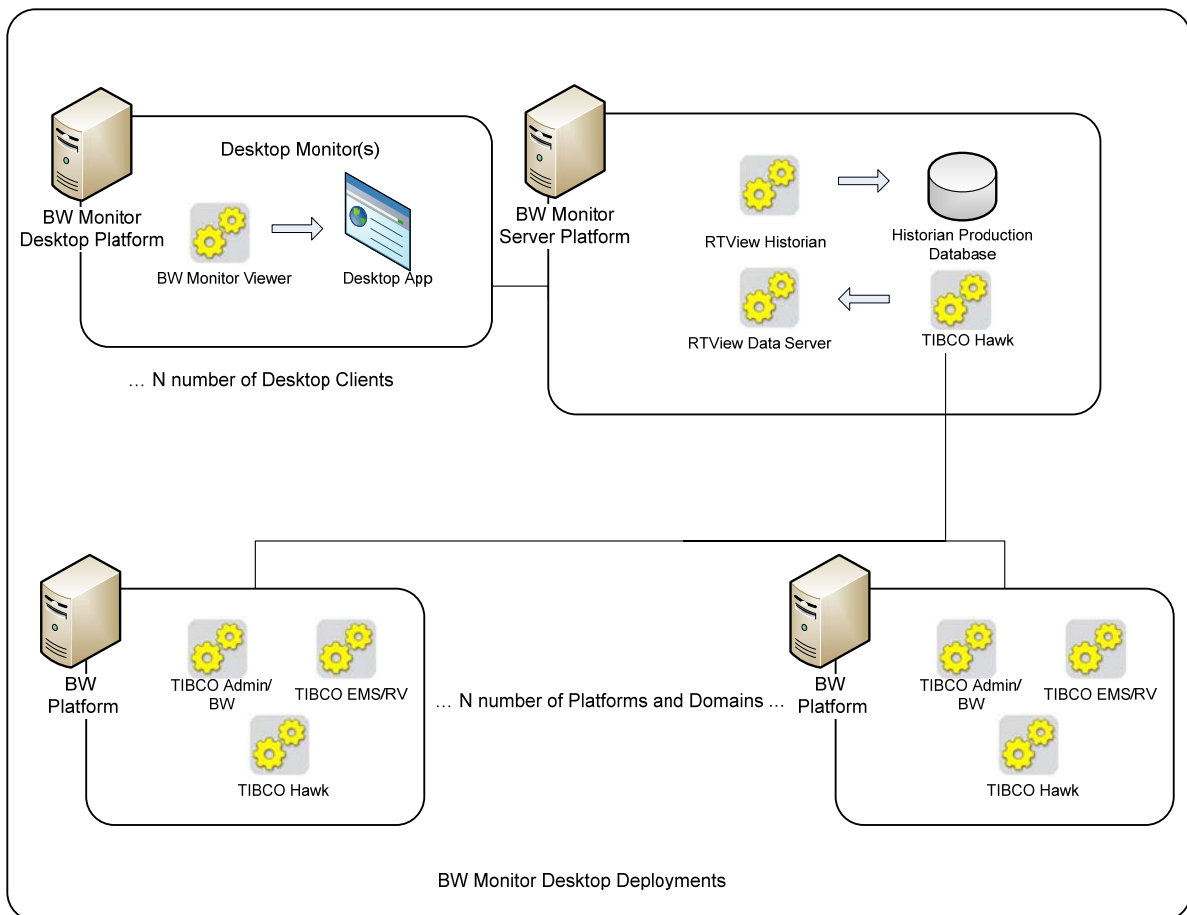 Desktop Monitor(s)
BW Monitor
Desktop Platform
BW Monitor Viewer
Desktop App
... N number of Desktop Clients
BW Monitor
Server Platform
RTView Historian
Historian Production
Database
RTView Data Server
TIBCO Hawk
BW
Platform
TIBCO Admin/
BW
TIBCO EMS/RV
TIBCO Hawk
... N number of Platforms and Domains ...
BW
Platform
TIBCO Admin/
BW
TIBCO EMS/RV
TIBCO Hawk
BW Monitor Desktop Deployments